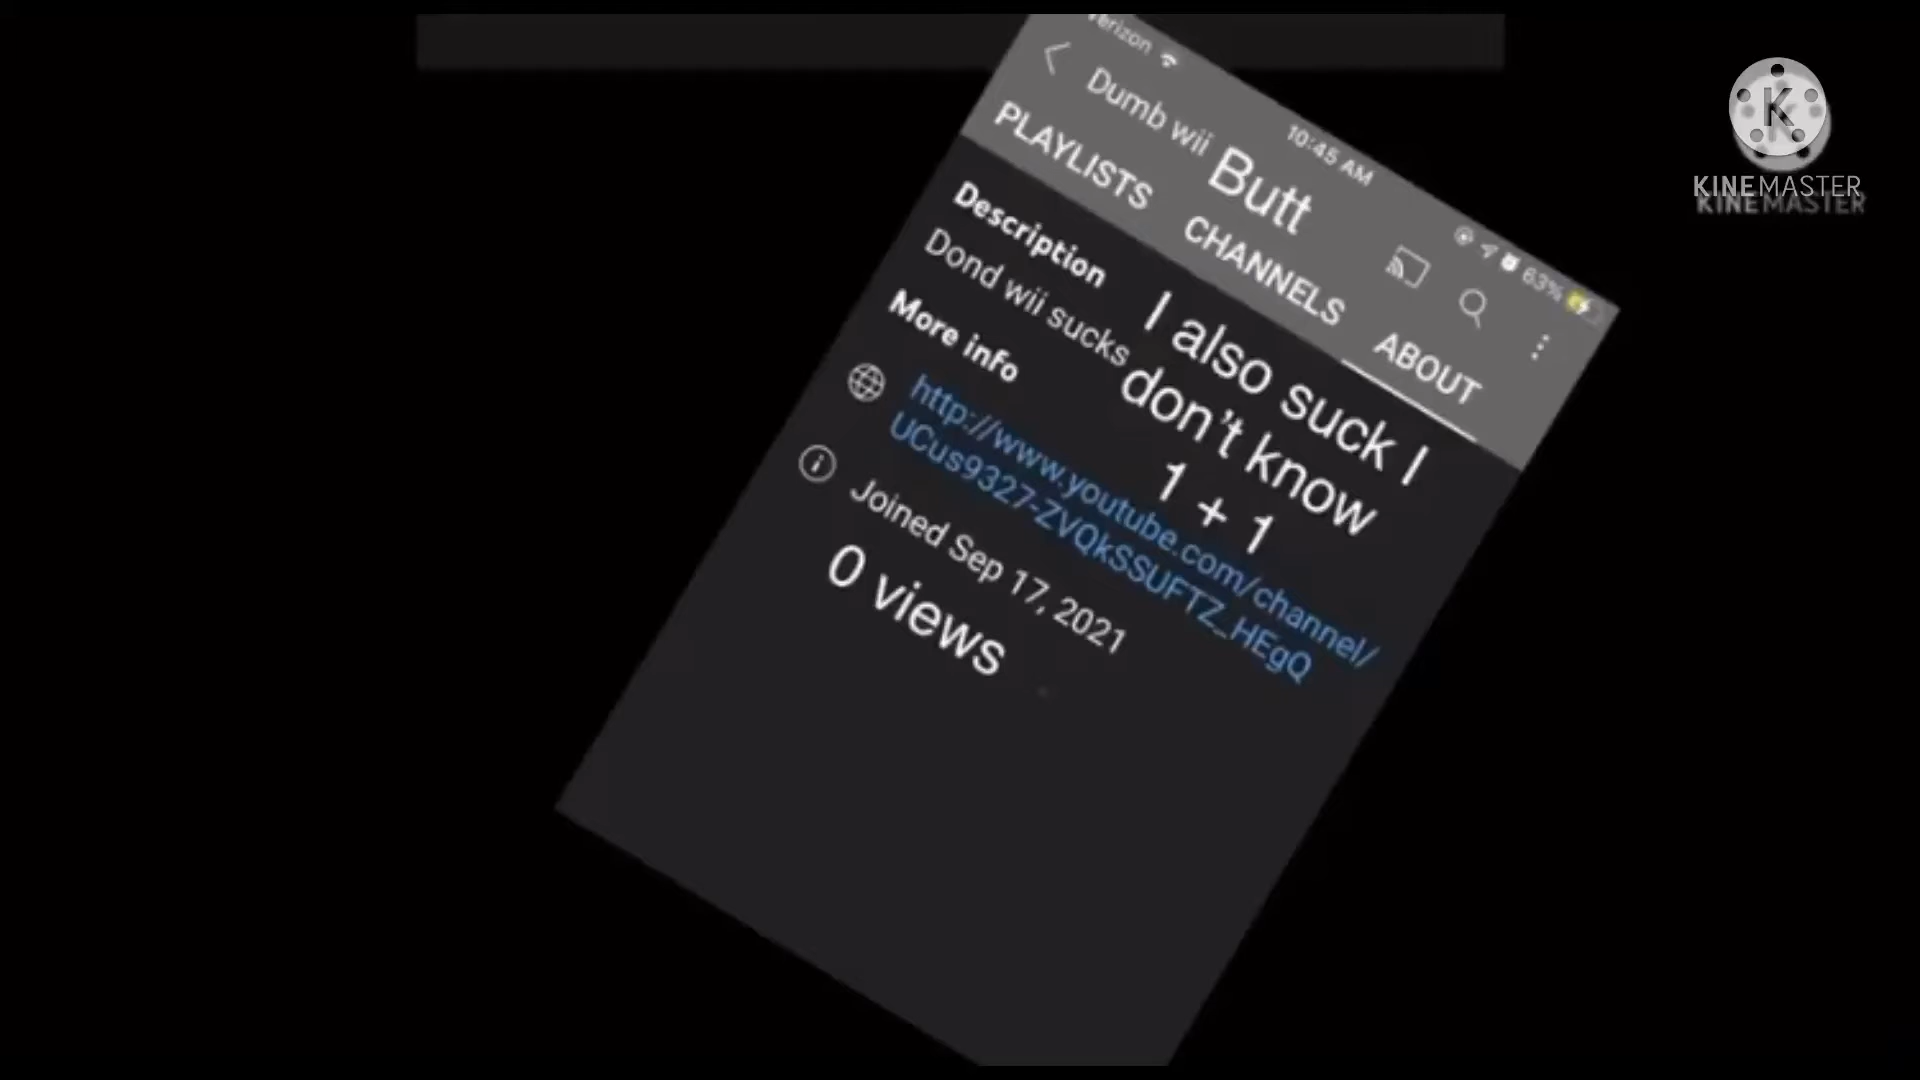 verizon 10:45 AM 63%
Dumb wii Butt
PLAYLISTS CHANNELS ABOUT
Description
Dond wii sucks I also suck I
don't know
1 + 1
More info
http://www.youtube.com/channel/
UCus9327-ZVQkSSUFTZ_HEgQ
Joined Sep 17, 2021
0 views
K
KINEMASTER
KINEMASTER